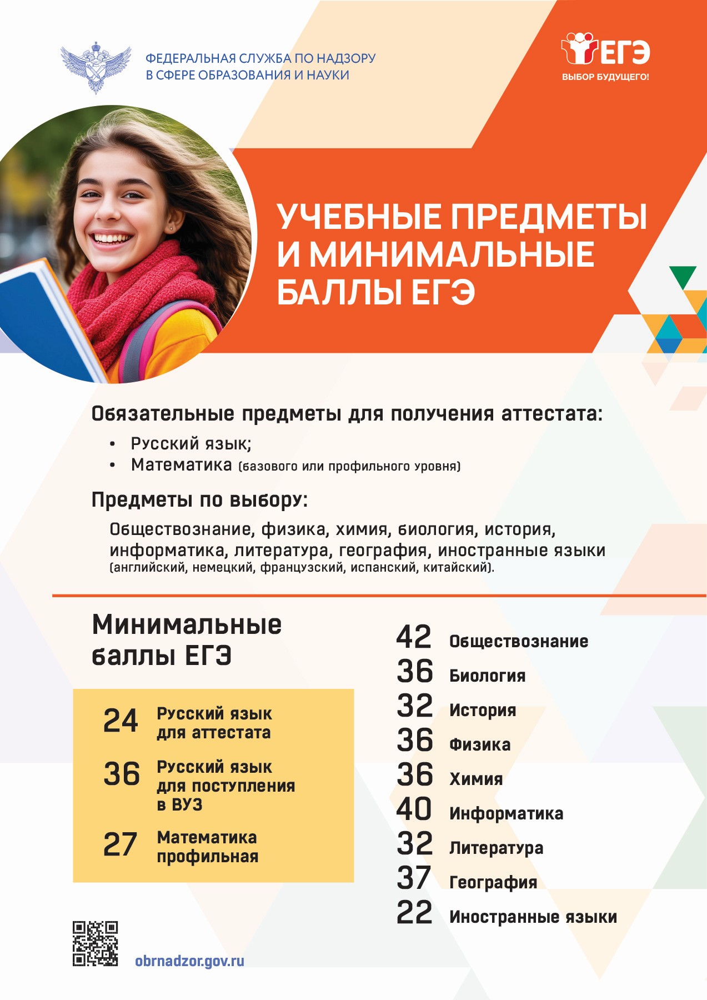 ФЕДЕРАЛЬНАЯ СЛУЖБА ПО НАДЗОРУ
В СФЕРЕ ОБРАЗОВАНИЯ И НАУКИ
ЕГЭ
ВЫБОР БУДУЩЕГО!
УЧЕБНЫЕ ПРЕДМЕТЫ
И МИНИМАЛЬНЫЕ
БАЛЛЫ ЕГЭ
Обязательные предметы для получения аттестата:
• Русский язык;
• Математика (базового или профильного уровня)
Предметы по выбору:
Обществознание, физика, химия, биология, история,
информатика, литература, география, иностранные языки
(английский, немецкий, французский, испанский, китайский).
Минимальные
баллы ЕГЭ
24 Русский язык
для аттестата
36 Русский язык
для поступления
в ВУЗ
27 Математика
профильная
42 Обществознание
36 Биология
32 История
36 Физика
36 Химия
40 Информатика
32 Литература
37 География
22 Иностранные языки
obrnadzor.gov.ru